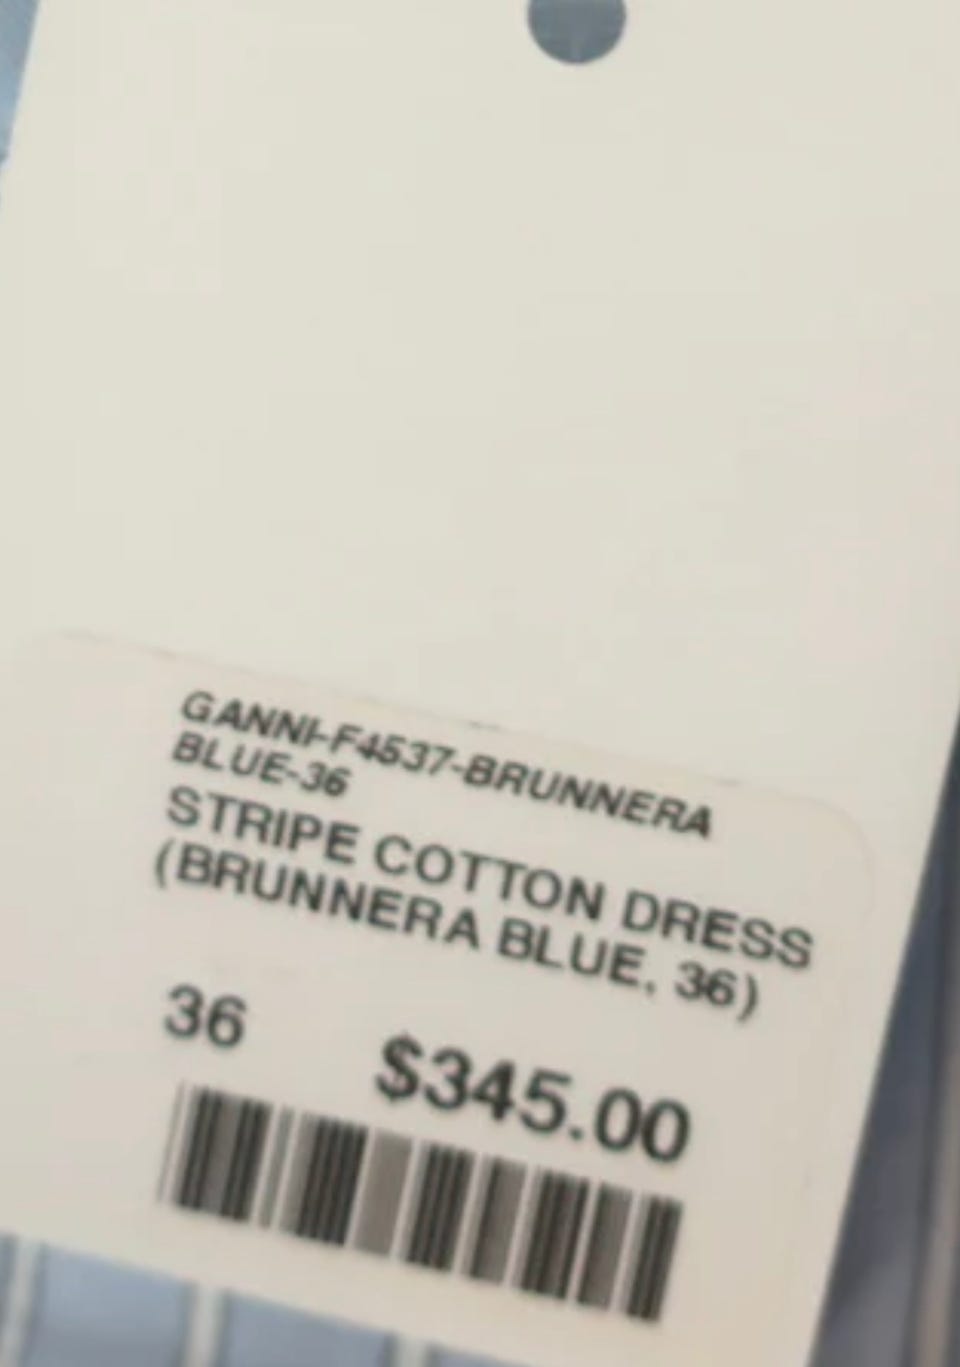 GANNI-F4537-BRUNNERA
BLUE-36
STRIPE COTTON DRESS
(BRUNNERA BLUE, 36)
36 $345.00